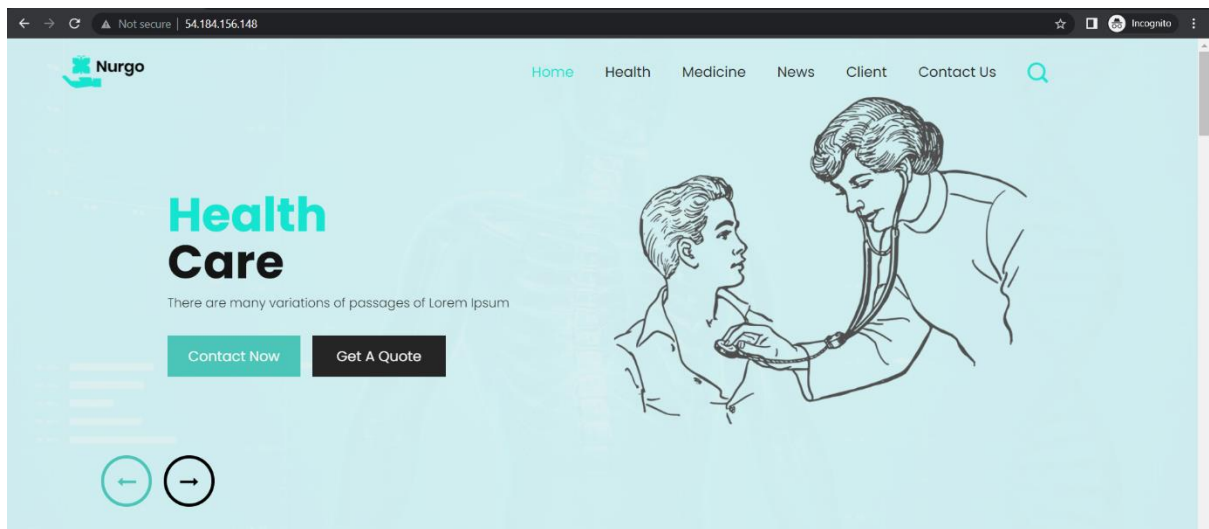 Not secure | 54.184.156.148
Incognito
Nurgo
Home Health Medicine News Client Contact Us
Health
Care
There are many variations of passages of Lorem Ipsum
Contact Now Get A Quote